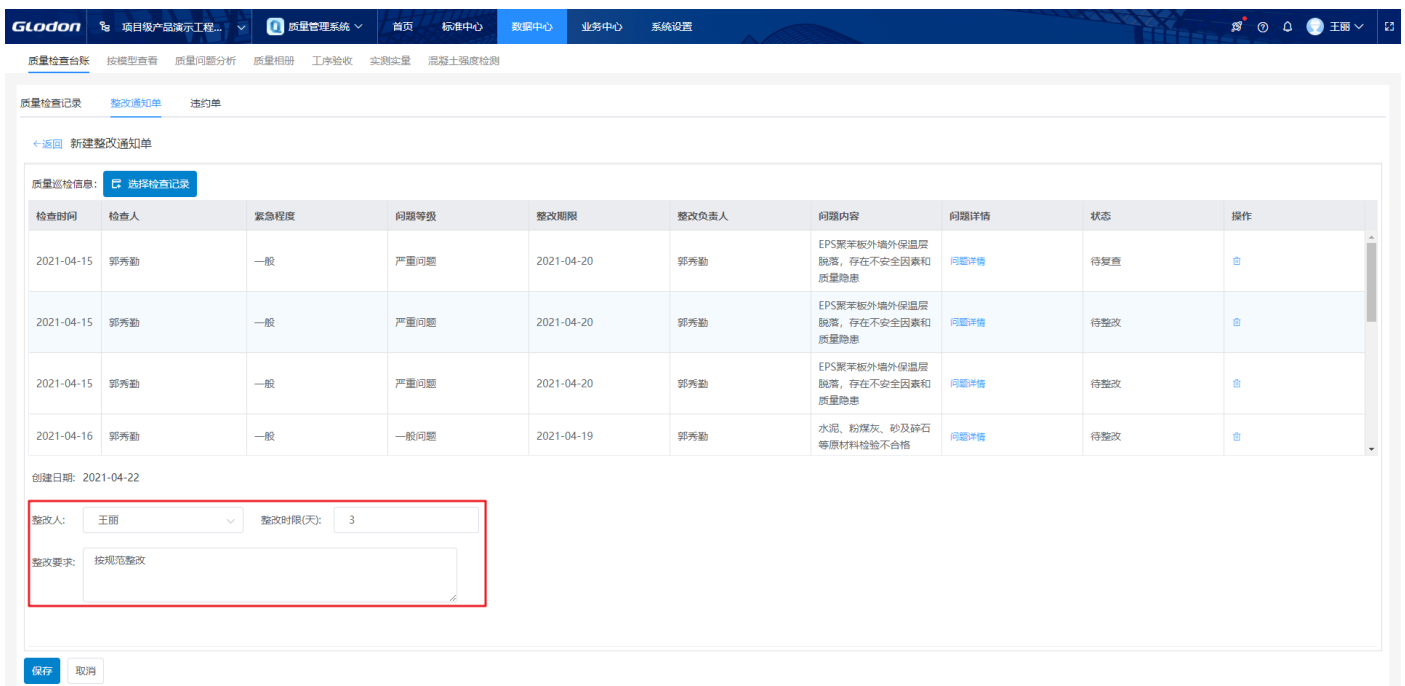 GLODON 项目级产品演示工程... 质量管理系统 首页 标准中心 数据中心 业务中心 系统设置 王丽
质量检查台账 按模型查看 质量问题分析 质量相册 工序验收 实测实量 混凝土强度检测
质量检查记录 整改通知单 违约单
←返回 新建整改通知单
质量巡检信息: 选择检查记录
检查时间 检查人 紧急程度 问题等级 整改期限 整改负责人 问题内容 问题详情 状态 操作
EPS聚苯板外墙外保温层
2021-04-15 郭秀勤 一般 严重问题 2021-04-20 郭秀勤 脱落，存在不安全因素和 问题详情 待复查
质量隐患
EPS聚苯板外墙外保温层
2021-04-15 郭秀勤 一般 严重问题 2021-04-20 郭秀勤 脱落，存在不安全因素和 问题详情 待整改
质量隐患
EPS聚苯板外墙外保温层
2021-04-15 郭秀勤 一般 严重问题 2021-04-20 郭秀勤 脱落，存在不安全因素和 问题详情 待整改
质量隐患
水泥、粉煤灰、砂及碎石
2021-04-16 郭秀勤 一般 一般问题 2021-04-19 郭秀勤 等原材料检验不合格 问题详情 待整改
创建日期: 2021-04-22
整改人: 王丽 整改时限(天): 3
整改要求: 按规范整改
保存 取消